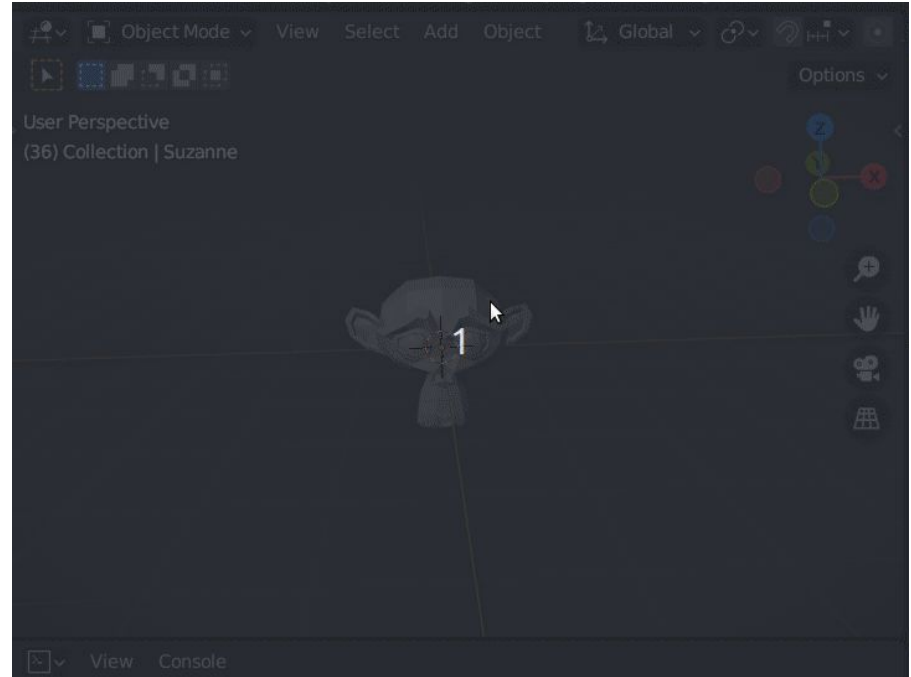 Object Mode View Select Add Object Global
Options
User Perspective
(36) Collection | Suzanne
Z
Y
X
1
View Console